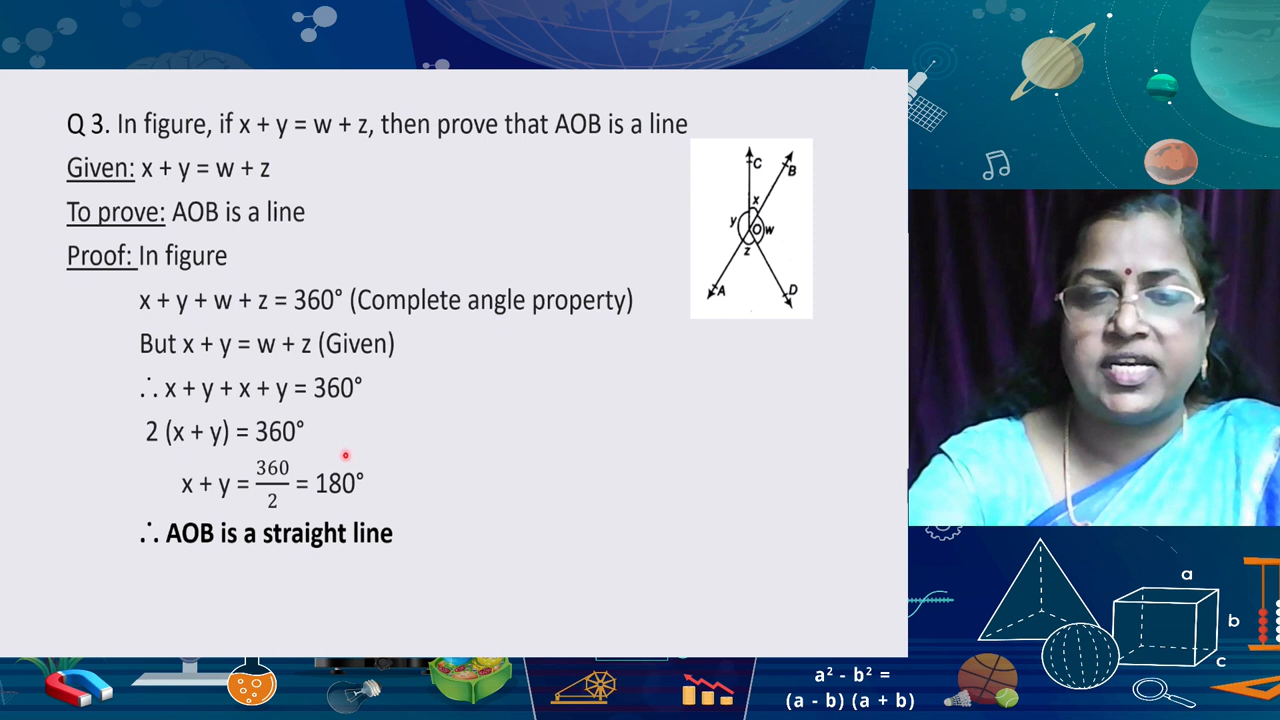 Q 3. In figure, if x + y = w + z, then prove that AOB is a line
Given: x + y = w + z
To prove: AOB is a line
Proof: In figure
x + y + w + z = 360° (Complete angle property)
But x + y = w + z (Given)
∴ x + y + x + y = 360°
2 (x + y) = 360°
x + y = 360/2 = 180°
∴ AOB is a straight line
C
B
x
y
O
w
z
A
D
a
b
c
a² - b² =
(a - b) (a + b)